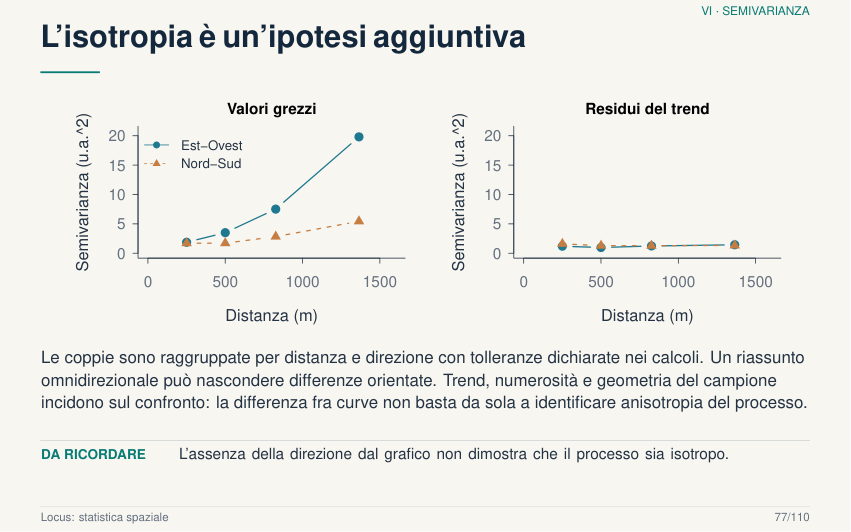 VI · SEMIVARIANZA
L’isotropia è un’ipotesi aggiuntiva
Valori grezzi
Semivarianza (u.a.^2)
20
15
10
5
0
Est–Ovest
Nord–Sud
0 500 1000 1500
Distanza (m)
Residui del trend
Semivarianza (u.a.^2)
20
15
10
5
0
0 500 1000 1500
Distanza (m)
Le coppie sono raggruppate per distanza e direzione con tolleranze dichiarate nei calcoli. Un riassunto
omnidirezionale può nascondere differenze orientate. Trend, numerosità e geometria del campione
incidono sul confronto: la differenza fra curve non basta da sola a identificare anisotropia del processo.
DA RICORDARE L’assenza della direzione dal grafico non dimostra che il processo sia isotropo.
Locus: statistica spaziale 77/110